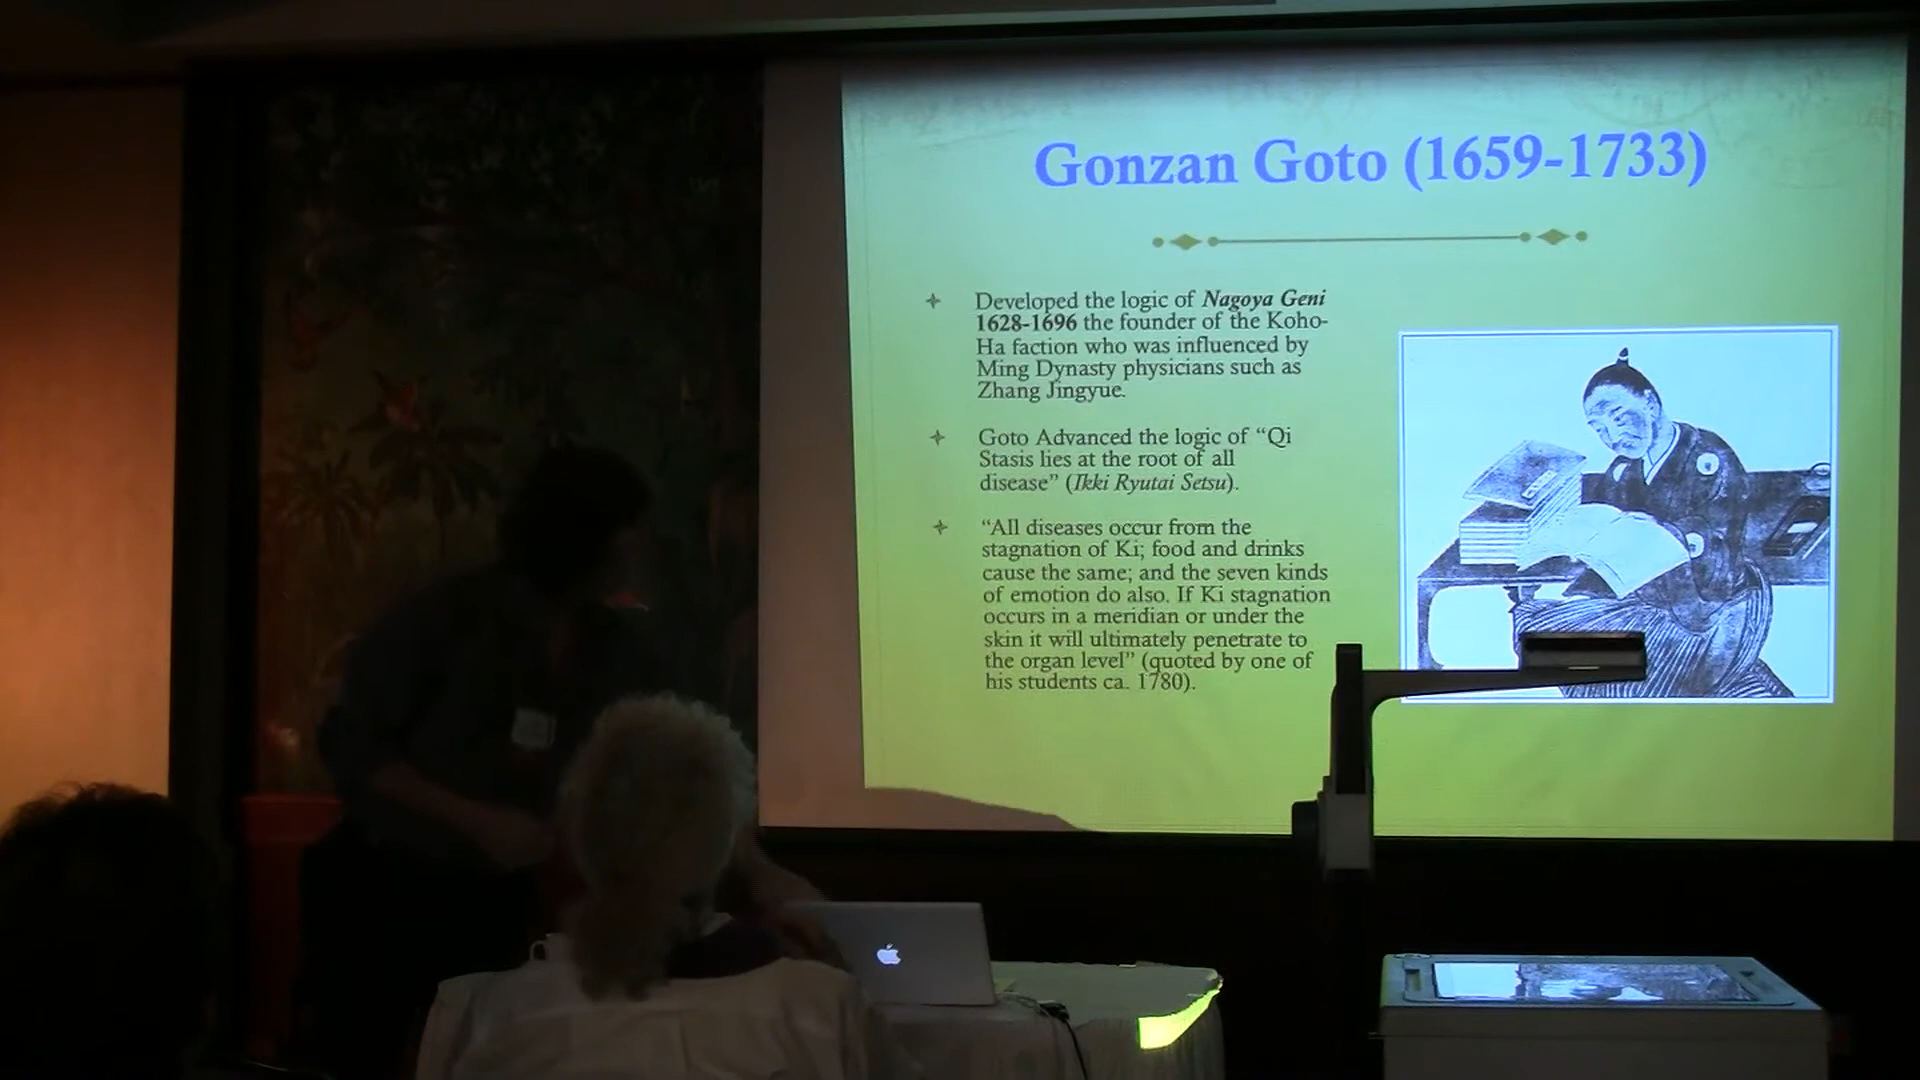 Gonzan Goto (1659-1733)
Developed the logic of Nagoya Geni
1628-1696 the founder of the Koho-
Ha faction who was influenced by
Ming Dynasty physicians such as
Zhang Jingyue.
Goto Advanced the logic of “Qi
Stasis lies at the root of all
disease” (Ikki Ryutai Setsu).
“All diseases occur from the
stagnation of Ki; food and drinks
cause the same; and the seven kinds
of emotion do also. If Ki stagnation
occurs in a meridian or under the
skin it will ultimately penetrate to
the organ level” (quoted by one of
his students ca. 1780).